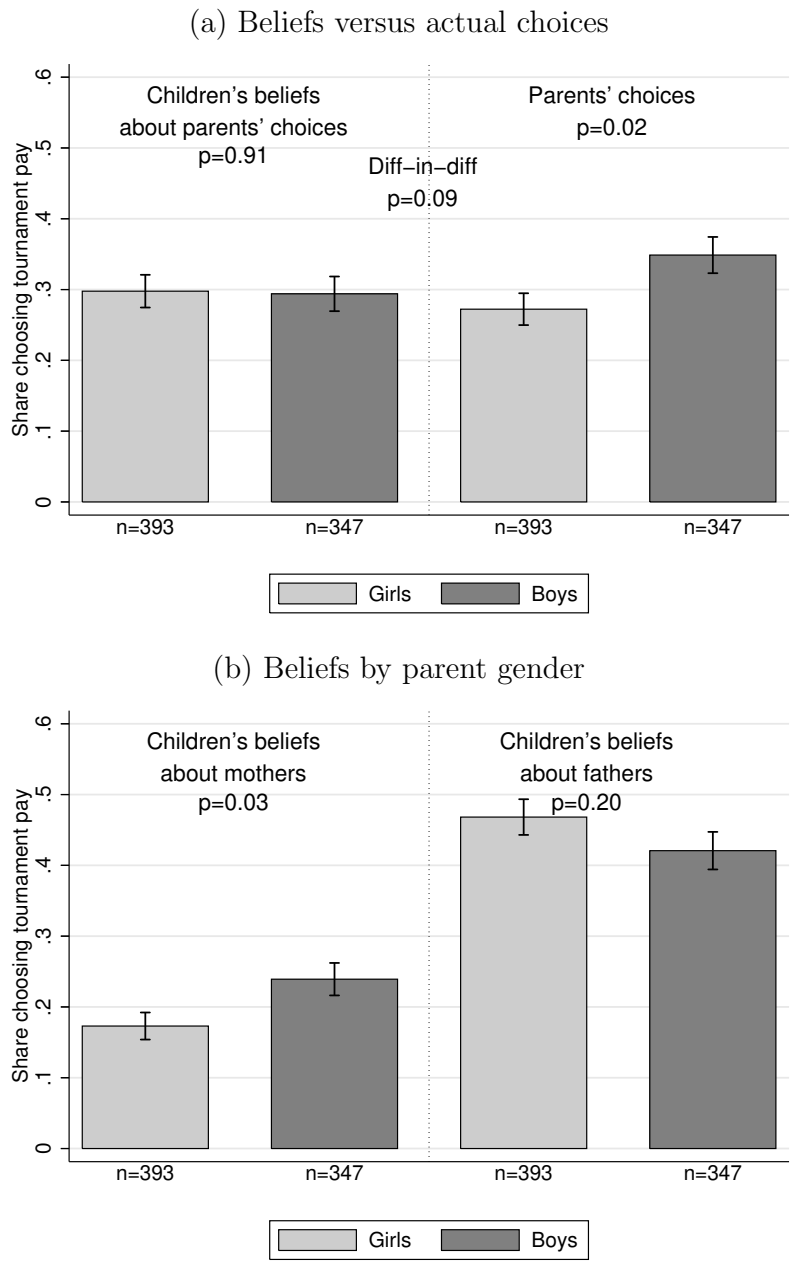 (a) Beliefs versus actual choices
Share choosing tournament pay
.6
.5
.4
.3
.2
.1
0
Children's beliefs
about parents' choices
p=0.91
Parents' choices
p=0.02
Diff−in−diff
p=0.09
n=393
n=347
n=393
n=347
Girls
Boys
(b) Beliefs by parent gender
Share choosing tournament pay
.6
.5
.4
.3
.2
.1
0
Children's beliefs
about mothers
p=0.03
Children's beliefs
about fathers
p=0.20
n=393
n=347
n=393
n=347
Girls
Boys